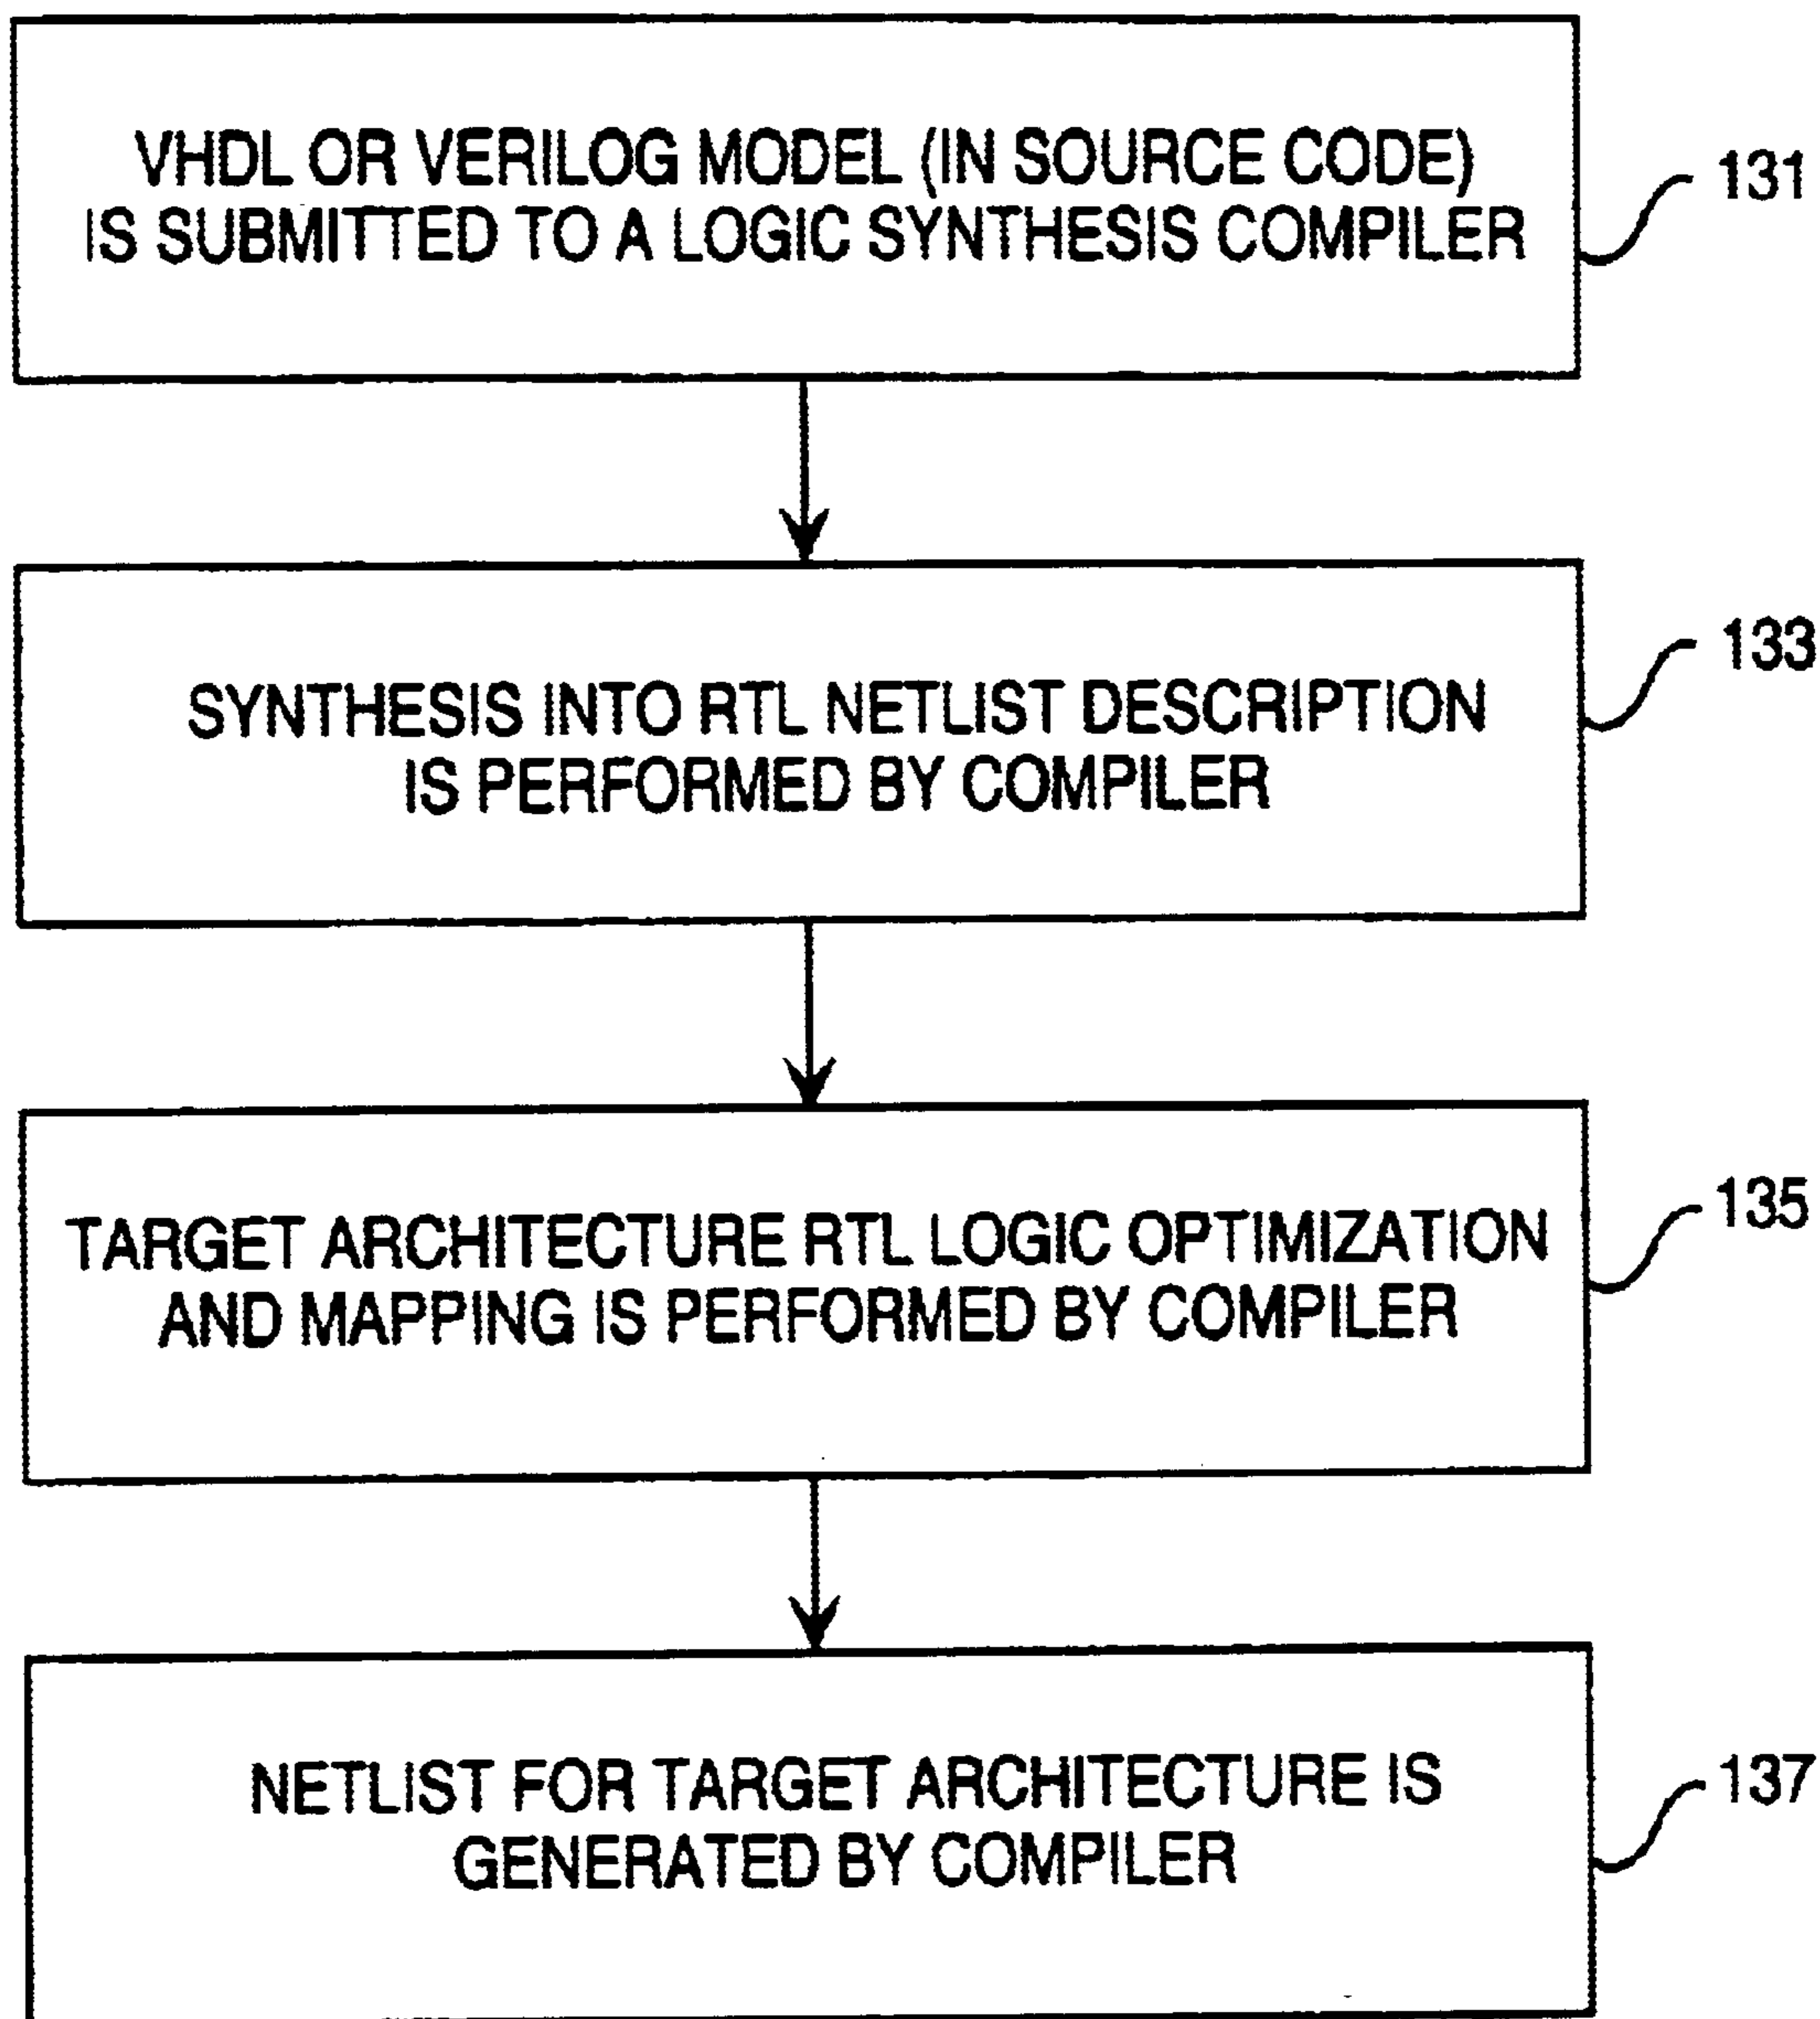 VHDL OR VERILOG MODEL (IN SOURCE CODE)
IS SUBMITTED TO A LOGIC SYNTHESIS COMPILER
131
SYNTHESIS INTO RTL NETLIST DESCRIPTION
IS PERFORMED BY COMPILER
133
TARGET ARCHITECTURE RTL LOGIC OPTIMIZATION
AND MAPPING IS PERFORMED BY COMPILER
135
NETLIST FOR TARGET ARCHITECTURE IS
GENERATED BY COMPILER
137